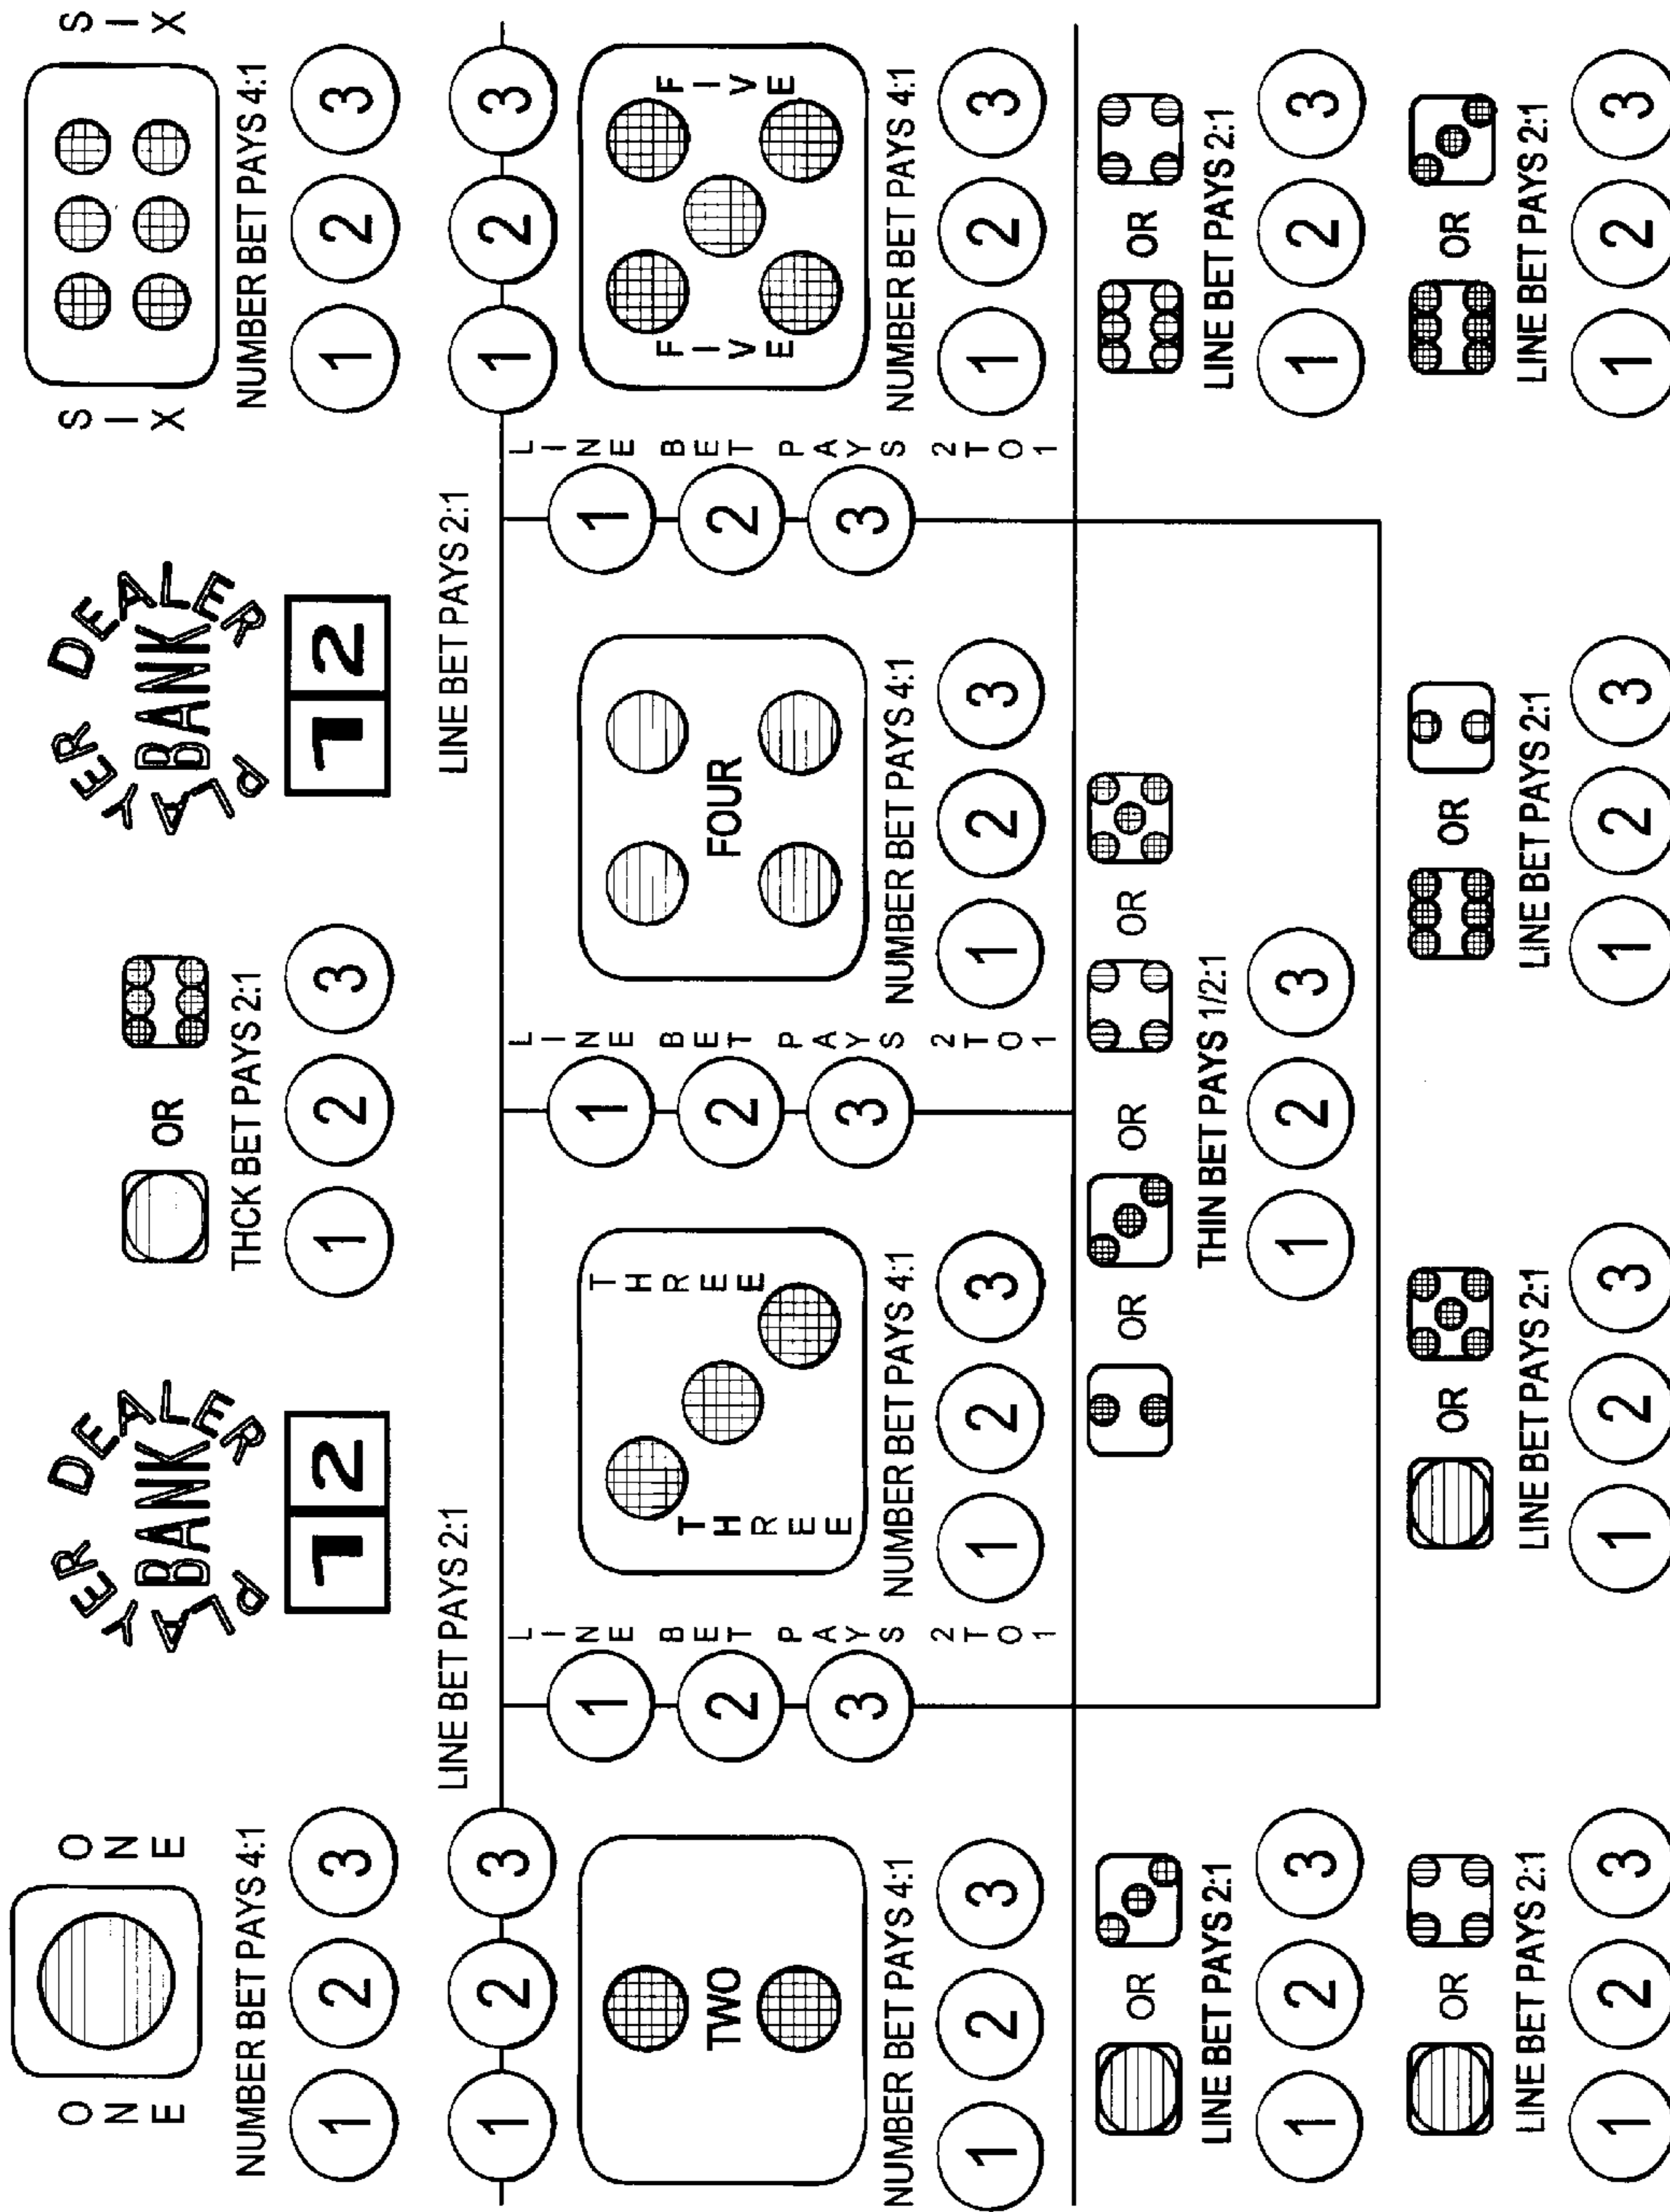 ONE
ONE
PLAYER DEALER
BANK
PLAYER DEALER
BANK
SIX
SIX
OR
NUMBER BET PAYS 4:1
THCK BET PAYS 2:1
NUMBER BET PAYS 4:1
1 2 3
1 2
1 2 3
1 2
1 2 3
LINE BET PAYS 2:1
LINE BET PAYS 2:1
1 2 3
1 2 3
TWO
THREE
THREE
FOUR
FIVE
FIVE
1 2 3
LINE BET PAYS 2 TO 1
1 2 3
LINE BET PAYS 2 TO 1
1 2 3
LINE BET PAYS 2 TO 1
NUMBER BET PAYS 4:1
NUMBER BET PAYS 4:1
NUMBER BET PAYS 4:1
NUMBER BET PAYS 4:1
1 2 3
1 2 3
1 2 3
1 2 3
OR
OR OR OR
OR
LINE BET PAYS 2:1
THIN BET PAYS 1/2:1
LINE BET PAYS 2:1
1 2 3
1 2 3
1 2 3
OR
OR
OR
OR
LINE BET PAYS 2:1
LINE BET PAYS 2:1
LINE BET PAYS 2:1
LINE BET PAYS 2:1
1 2 3
1 2 3
1 2 3
1 2 3